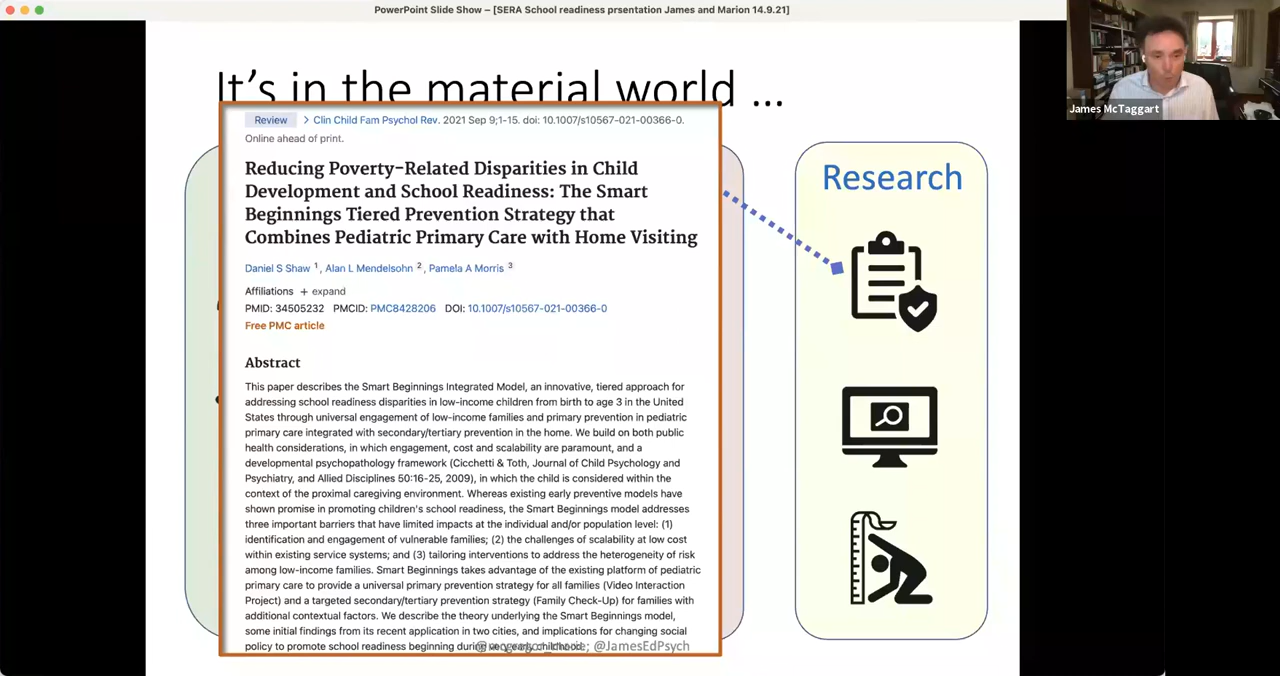 PowerPoint Slide Show – [SERA School readiness prsentation James and Marion 14.9.21]
James McTaggart
It's in the material world ...
Review > Clin Child Fam Psychol Rev. 2021 Sep 9;1-15. doi: 10.1007/s10567-021-00366-0.
Online ahead of print.
Reducing Poverty-Related Disparities in Child
Development and School Readiness: The Smart
Beginnings Tiered Prevention Strategy that
Combines Pediatric Primary Care with Home Visiting
Daniel S Shaw 1, Alan L Mendelsohn 2, Pamela A Morris 3
Affiliations + expand
PMID: 34505232 PMCID: PMC8428206 DOI: 10.1007/s10567-021-00366-0
Free PMC article
Abstract
This paper describes the Smart Beginnings Integrated Model, an innovative, tiered approach for
addressing school readiness disparities in low-income children from birth to age 3 in the United
States through universal engagement of low-income families and primary prevention in pediatric
primary care integrated with secondary/tertiary prevention in the home. We build on both public
health considerations, in which engagement, cost and scalability are paramount, and a
developmental psychopathology framework (Cicchetti & Toth, Journal of Child Psychology and
Psychiatry, and Allied Disciplines 50:16-25, 2009), in which the child is considered within the
context of the proximal caregiving environment. Whereas existing early preventive models have
shown promise in promoting children's school readiness, the Smart Beginnings model addresses
three important barriers that have limited impacts at the individual and/or population level: (1)
identification and engagement of vulnerable families; (2) the challenges of scalability at low cost
within existing service systems; and (3) tailoring interventions to address the heterogeneity of risk
among low-income families. Smart Beginnings takes advantage of the existing platform of pediatric
primary care to provide a universal primary prevention strategy for all families (Video Interaction
Project) and a targeted secondary/tertiary prevention strategy (Family Check-Up) for families with
additional contextual factors. We describe the theory underlying the Smart Beginnings model,
some initial findings from its recent application in two cities, and implications for changing social
policy to promote school readiness beginning during
@JamesEdPsych
Research